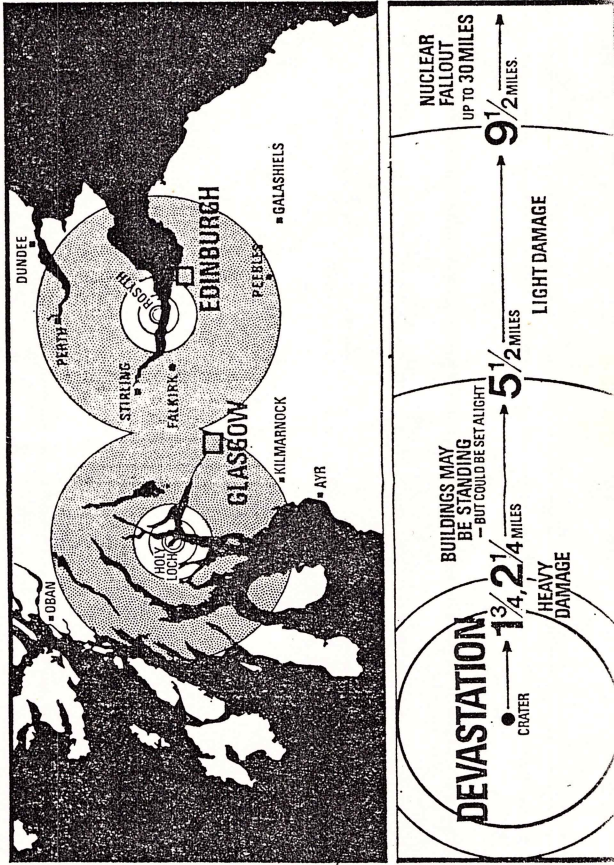 OBAN
HOLY
LOCH
GLASGOW
KILMARNOCK
AYR
STIRLING
FALKIRK
PERTH
DUNDEE
ROSYTH
EDINBURGH
PEEBLES
GALASHIELS
DEVASTATION
CRATER
1¾,
HEAVY
DAMAGE
2¼ MILES
BUILDINGS MAY
BE STANDING
– BUT COULD BE SET ALIGHT
5½ MILES
LIGHT DAMAGE
9½ MILES.
NUCLEAR
FALLOUT
UP TO 30 MILES